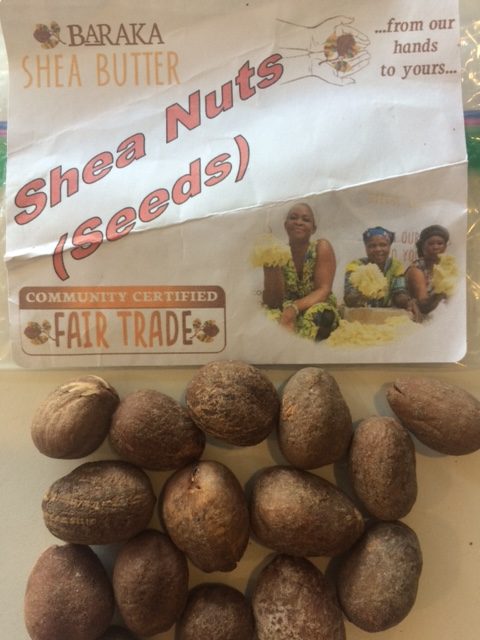 BARAKA
SHEA BUTTER
...from our
hands
to yours...
Shea Nuts
(Seeds)
COMMUNITY CERTIFIED
FAIR TRADE